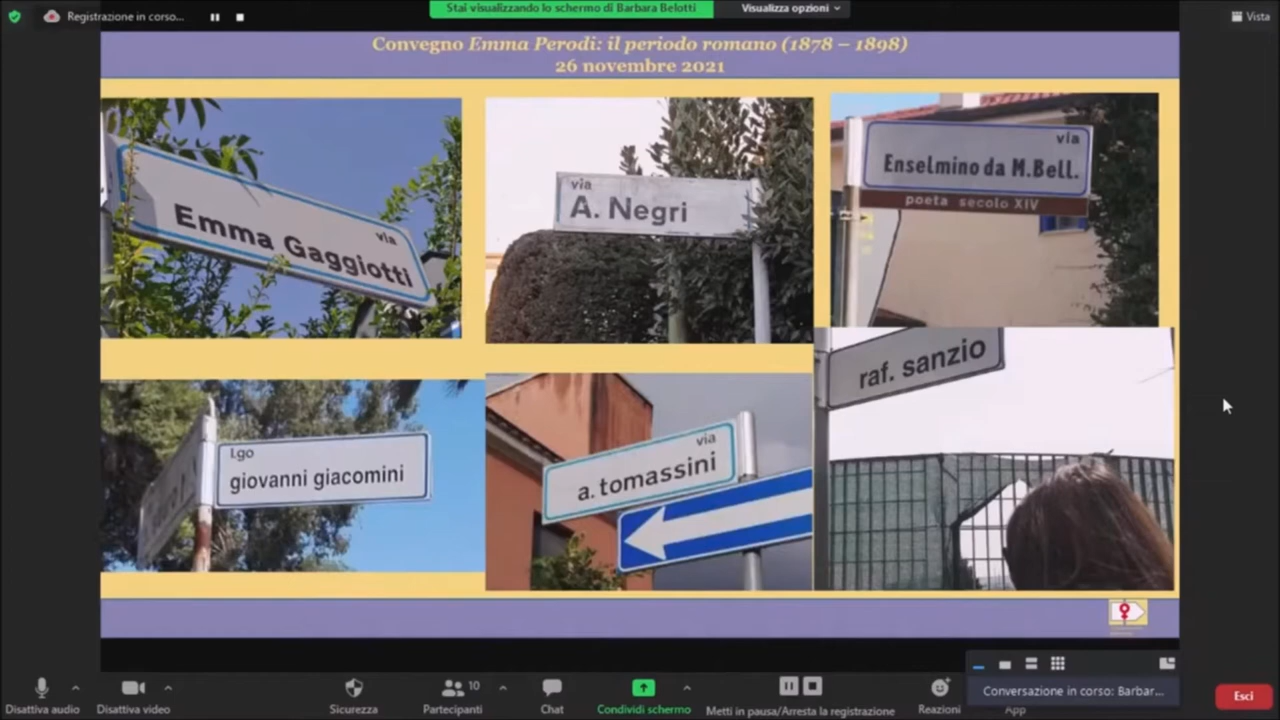 Registrazione in corso...
Stai visualizzando lo schermo di Barbara Belotti
Visualizza opzioni
Vista
Convegno Emma Perodi: il periodo romano (1878 – 1898)
26 novembre 2021
via
Emma Gaggiotti
via
A. Negri
via
Enselmino da M.Bell.
poeta secolo XIV
raf. sanzio
l.go
giovanni giacomini
via
a. tomassini
Conversazione in corso: Barbar...
Disattiva audio
Disattiva video
Sicurezza
Partecipanti
10
Chat
Condividi schermo
Metti in pausa/Arresta la registrazione
Reazioni
App
Esci